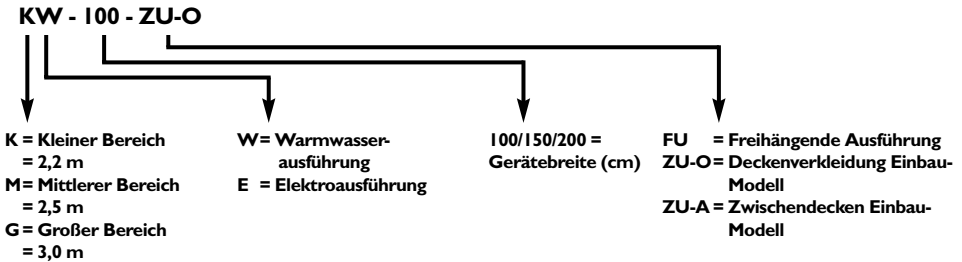 KW - 100 - ZU-O
K = Kleiner Bereich
= 2,2 m
M = Mittlerer Bereich
= 2,5 m
G = Großer Bereich
= 3,0 m
W = Warmwasser-
ausführung
E = Elektroausführung
100/150/200 =
Gerätebreite (cm)
FU = Freihängende Ausführung
ZU-O = Deckenverkleidung Einbau-
Modell
ZU-A = Zwischendecken Einbau-
Modell